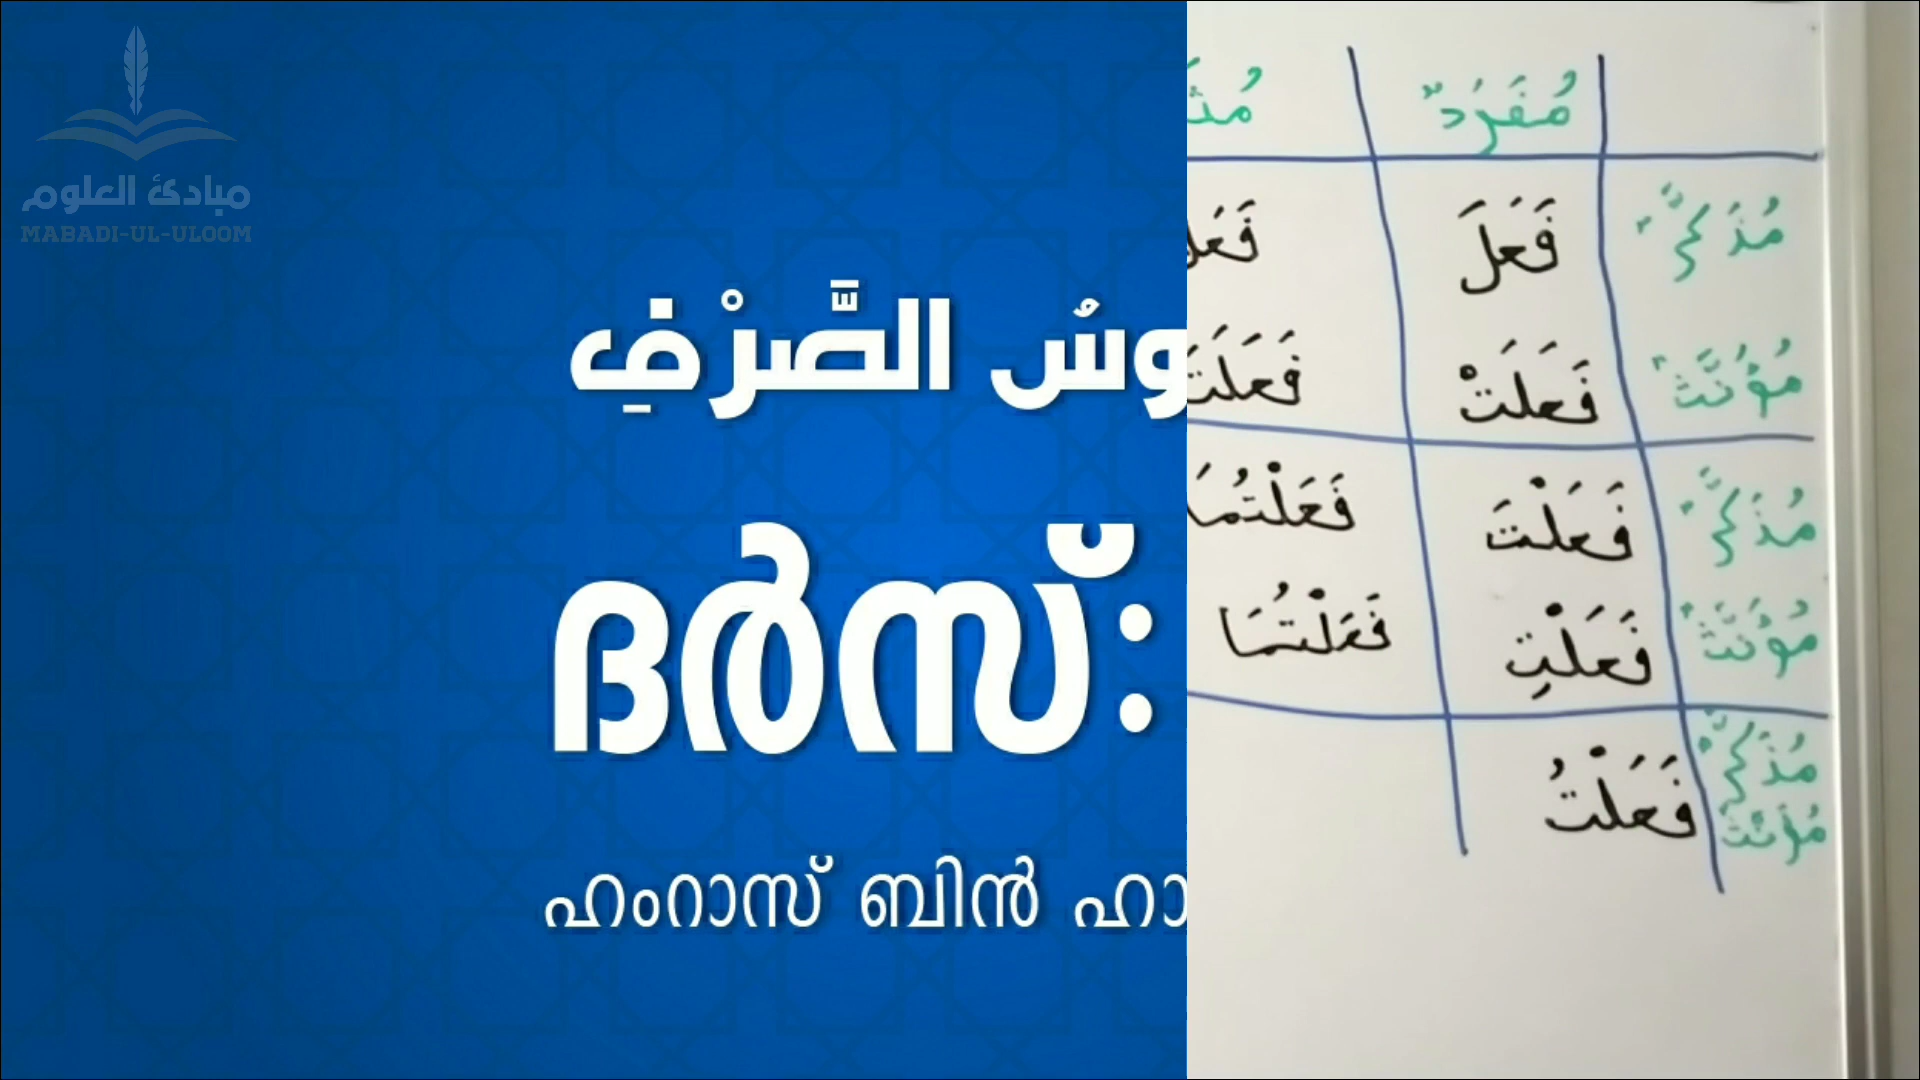 مبادئ العلوم
MABADI-UL-ULOOM
وسُ الصَّرْفِ
ദർസ്:
ഹംറാസ് ബിൻ ഹാ
مُفَرَدٌ مُثَ
مُذَكَّرٌ فَعَلَ فَعَلَ
مُؤَنَّثٌ فَعَلَتْ فَعَلَتَ
مُذَكَّرٌ فَعَلْتَ فَعَلْتُمَا
مُؤَنَّثٌ فَعَلْتِ فَعَلْتُمَا
مُذَكَّرٌ
مُؤَنَّثٌ فَعَلْتُ